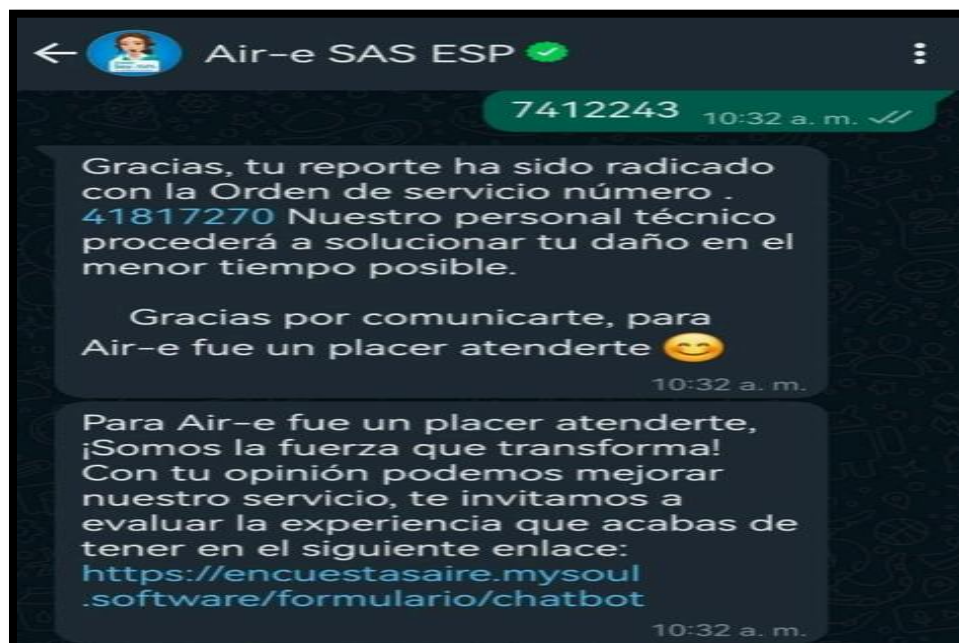 Air-e SAS ESP
7412243 10:32 a. m.
Gracias, tu reporte ha sido radicado
con la Orden de servicio número .
41817270 Nuestro personal técnico
procederá a solucionar tu daño en el
menor tiempo posible.
Gracias por comunicarte, para
Air-e fue un placer atenderte 😊
10:32 a. m.
Para Air-e fue un placer atenderte,
¡Somos la fuerza que transforma!
Con tu opinión podemos mejorar
nuestro servicio, te invitamos a
evaluar la experiencia que acabas de
tener en el siguiente enlace:
https://encuestasaire.mysoul
.software/formulario/chatbot
10:32 a. m.